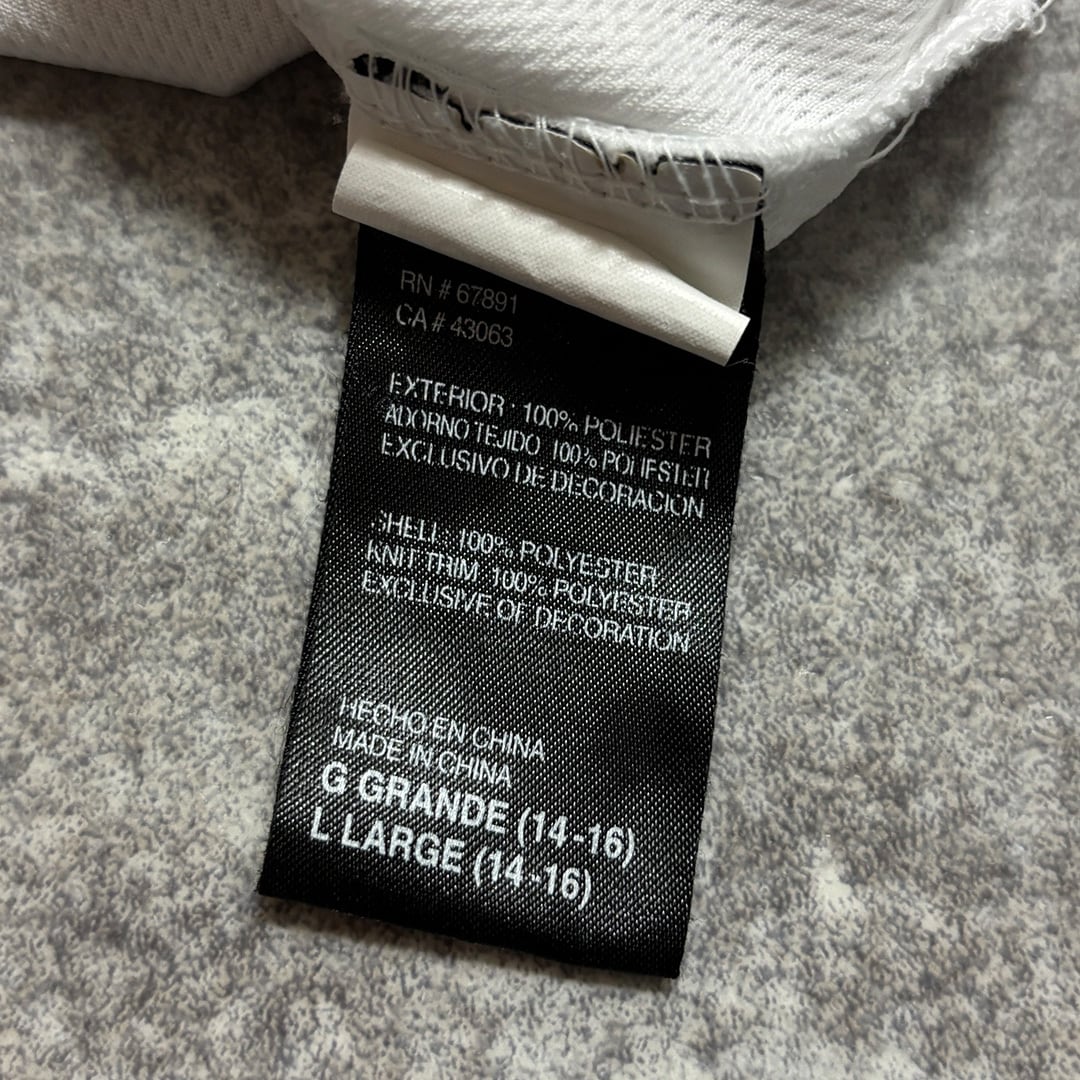 RN # 67891
CA # 43063
EXTERIOR 100% POLIESTER
ADORNO TEJIDO 100% POLIESTER
EXCLUSIVO DE DECORACION
SHELL 100% POLYESTER
KNIT TRIM 100% POLYESTER
EXCLUSIVE OF DECORATION
HECHO EN CHINA
MADE IN CHINA
G GRANDE (14-16)
L LARGE (14-16)